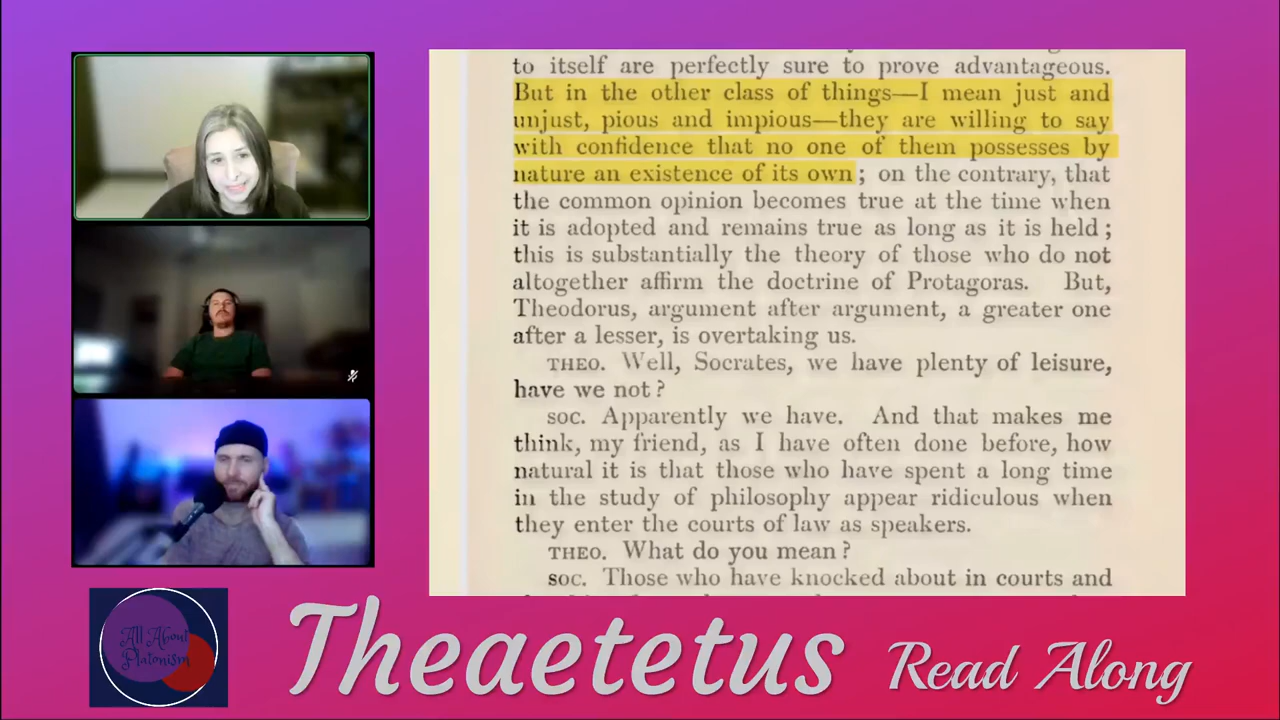 to itself are perfectly sure to prove advantageous.
But in the other class of things—I mean just and
unjust, pious and impious—they are willing to say
with confidence that no one of them possesses by
nature an existence of its own ; on the contrary, that
the common opinion becomes true at the time when
it is adopted and remains true as long as it is held ;
this is substantially the theory of those who do not
altogether affirm the doctrine of Protagoras. But,
Theodorus, argument after argument, a greater one
after a lesser, is overtaking us.
THEO. Well, Socrates, we have plenty of leisure,
have we not ?
SOC. Apparently we have. And that makes me
think, my friend, as I have often done before, how
natural it is that those who have spent a long time
in the study of philosophy appear ridiculous when
they enter the courts of law as speakers.
THEO. What do you mean ?
SOC. Those who have knocked about in courts and
All About
Platonism
Theaetetus Read Along